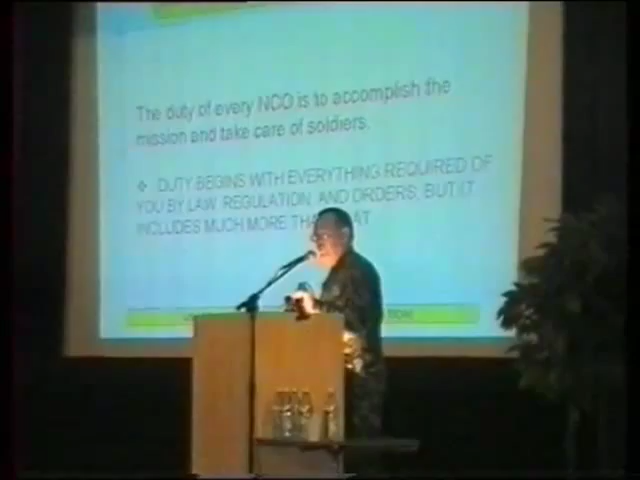 The duty of every NCO is to accomplish the
mission and take care of soldiers.
❖ DUTY BEGINS WITH EVERYTHING REQUIRED OF
YOU BY LAW, REGULATION, AND ORDERS; BUT IT
INCLUDES MUCH MORE THAT